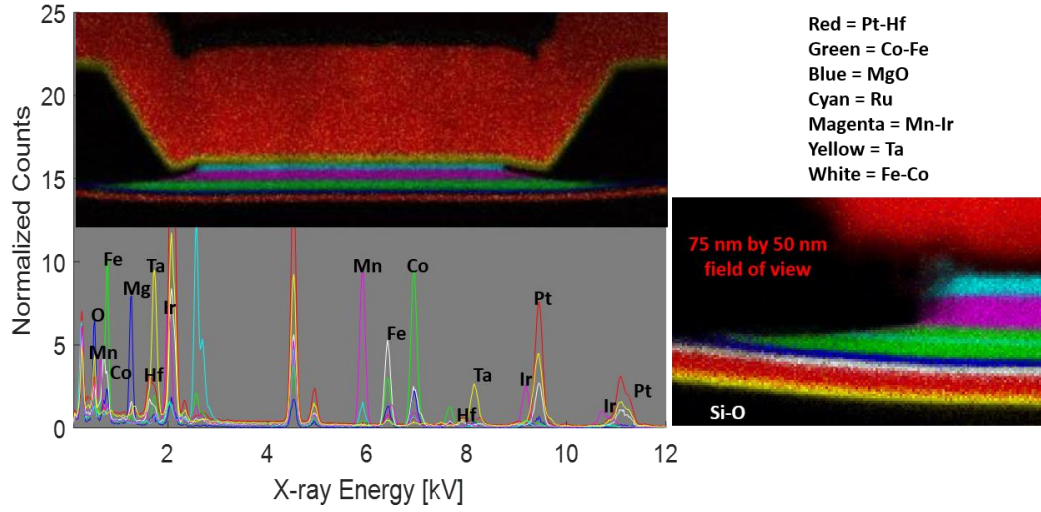 25
20
15
10
5
0
Normalized Counts
2
4
6
8
10
12
X-ray Energy [kV]
O
Mn
Fe
Co
Mg
Ta
Hf
Ir
Mn
Fe
Co
Ta
Hf
Ir
Pt
Ir
Pt
Red = Pt-Hf
Green = Co-Fe
Blue = MgO
Cyan = Ru
Magenta = Mn-Ir
Yellow = Ta
White = Fe-Co
75 nm by 50 nm
field of view
Si-O